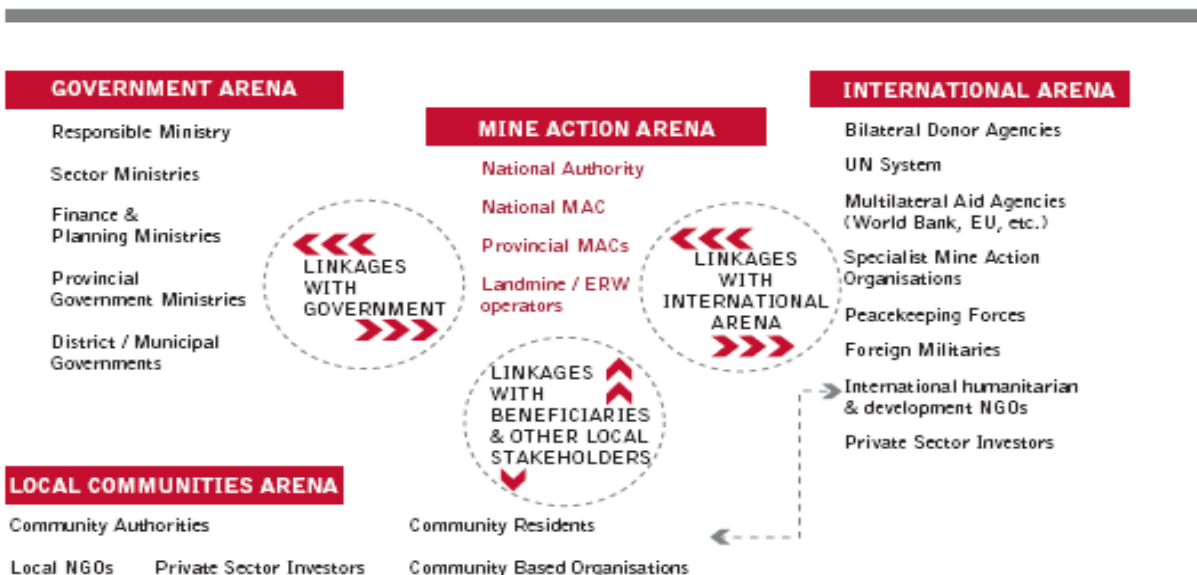 GOVERNMENT ARENA
Responsible Ministry
Sector Ministries
Finance &
Planning Ministries
Provincial
Government Ministries
District / Municipal
Governments
LINKAGES
WITH
GOVERNMENT
MINE ACTION ARENA
National Authority
National MAC
Provincial MACs
Landmine / ERW
operators
LINKAGES
WITH
INTERNATIONAL
ARENA
INTERNATIONAL ARENA
Bilateral Donor Agencies
UN System
Multilateral Aid Agencies
(World Bank, EU, etc.)
Specialist Mine Action
Organisations
Peacekeeping Forces
Foreign Militaries
International humanitarian
& development NGOs
Private Sector Investors
LINKAGES
WITH
BENEFICIARIES
& OTHER LOCAL
STAKEHOLDERS
LOCAL COMMUNITIES ARENA
Community Authorities
Community Residents
Local NGOs
Private Sector Investors
Community Based Organisations